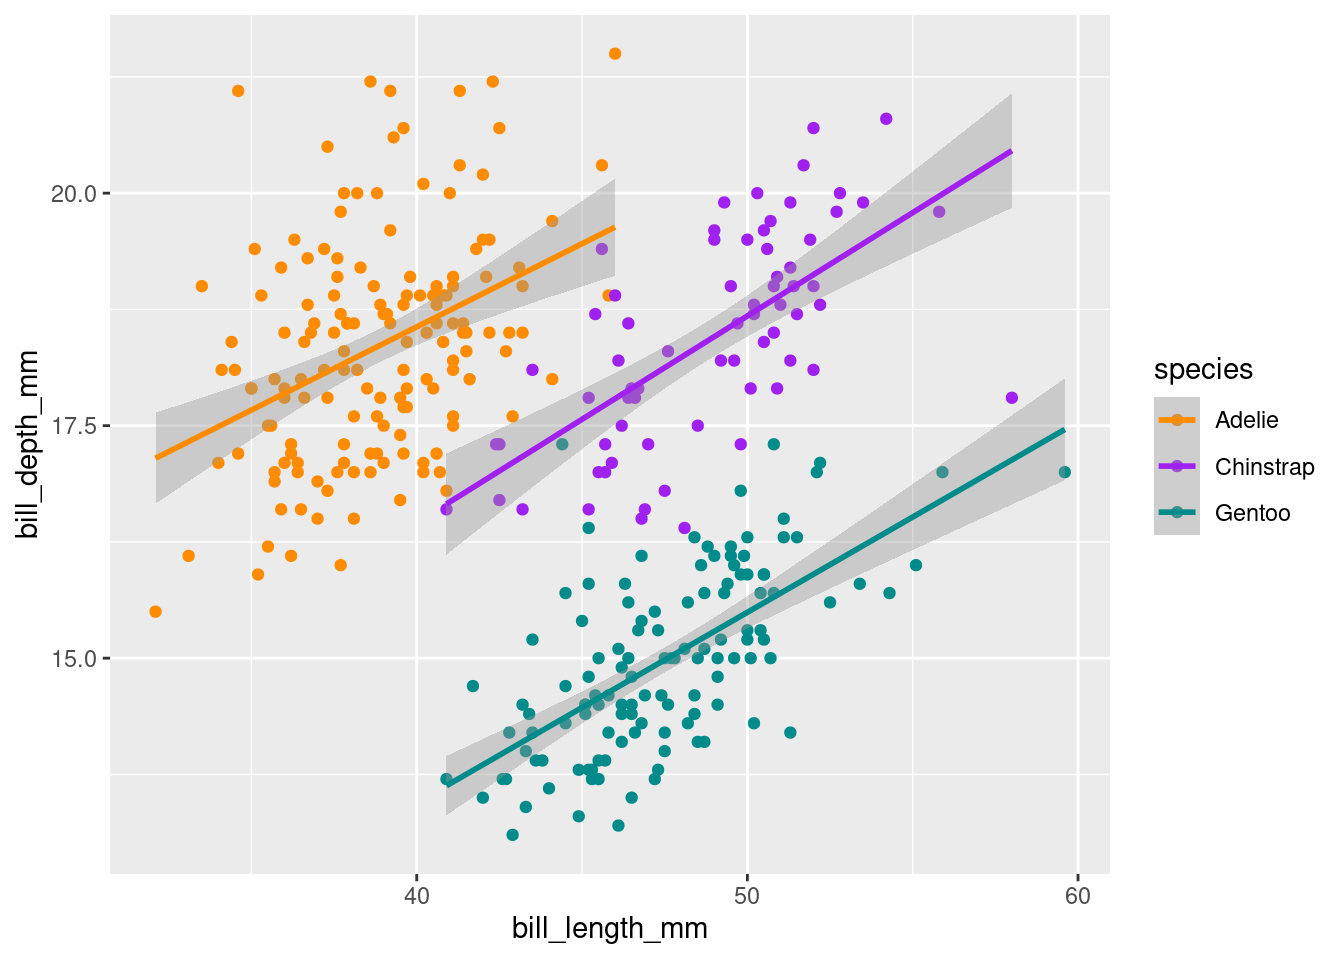 20.0
17.5
15.0
bill_depth_mm
40
50
60
bill_length_mm
species
Adelie
Chinstrap
Gentoo